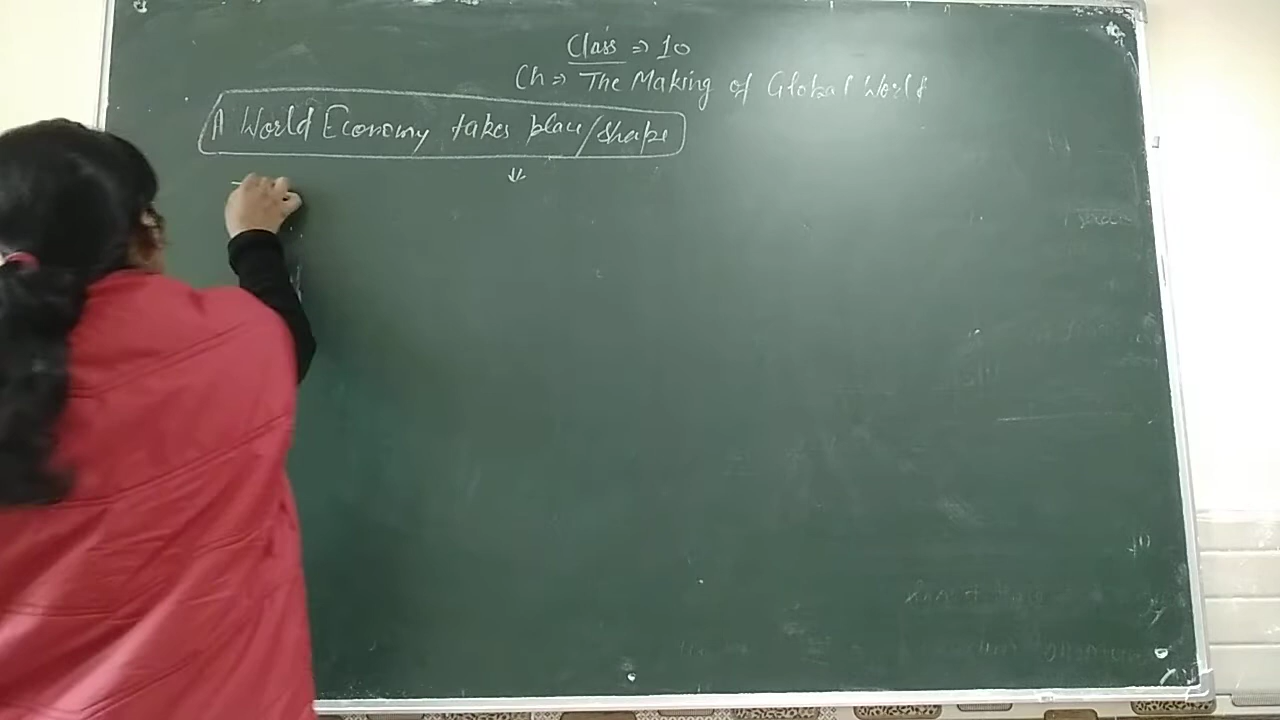 Class ⇒ 10
Ch ⇒ The Making of Global World
A World Economy takes place/shape